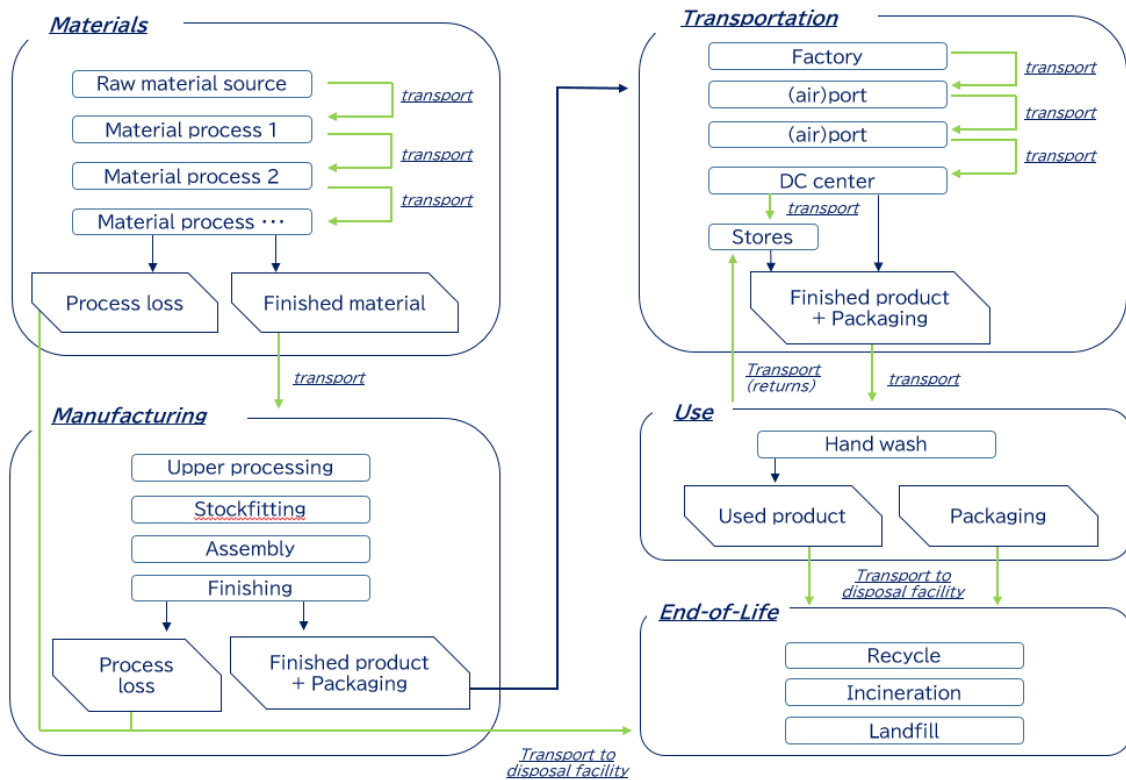 Materials
Raw material source
transport
Material process 1
transport
Material process 2
transport
Material process ･･･
Process loss
Finished material
transport
Manufacturing
Upper processing
Stockfitting
Assembly
Finishing
Process
loss
Finished product
+ Packaging
Transport to
disposal facility
Transportation
Factory
transport
(air)port
transport
(air)port
transport
DC center
transport
Stores
Finished product
+ Packaging
Transport
(returns)
transport
Use
Hand wash
Used product
Packaging
Transport to
disposal facility
End-of-Life
Recycle
Incineration
Landfill